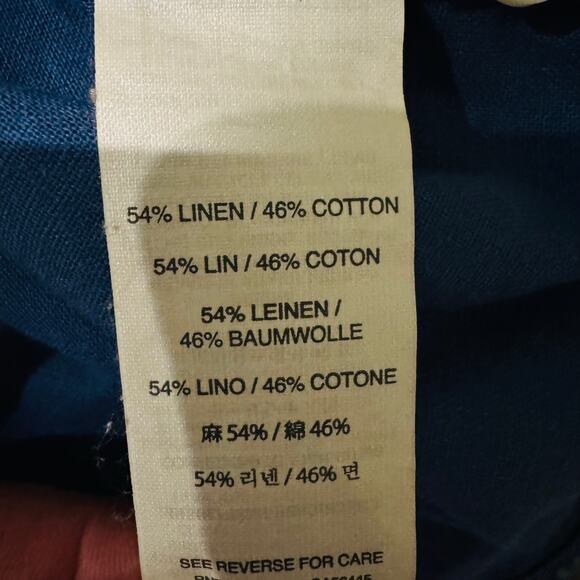 54% LINEN / 46% COTTON
54% LIN / 46% COTON
54% LEINEN /
46% BAUMWOLLE
54% LINO / 46% COTONE
麻 54% / 綿 46%
54% 리넨 / 46% 면
SEE REVERSE FOR CARE